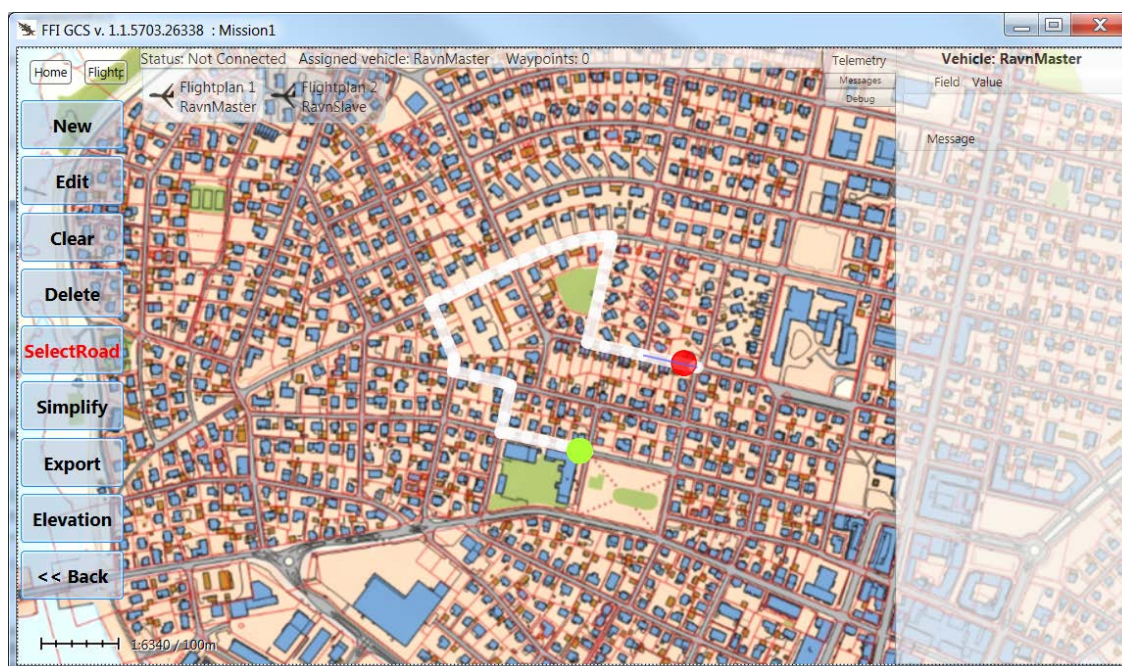 FFI GCS v. 1.1.5703.26338 : Mission1
Home Flightp Status: Not Connected Assigned vehicle: RavnMaster Waypoints: 0
Flightplan 1
RavnMaster
Flightplan 2
RavnSlave
Telemetry
Messages
Debug
Vehicle: RavnMaster
Field Value
Message
New
Edit
Clear
Delete
SelectRoad
Simplify
Export
Elevation
<< Back
1:6340 / 100m